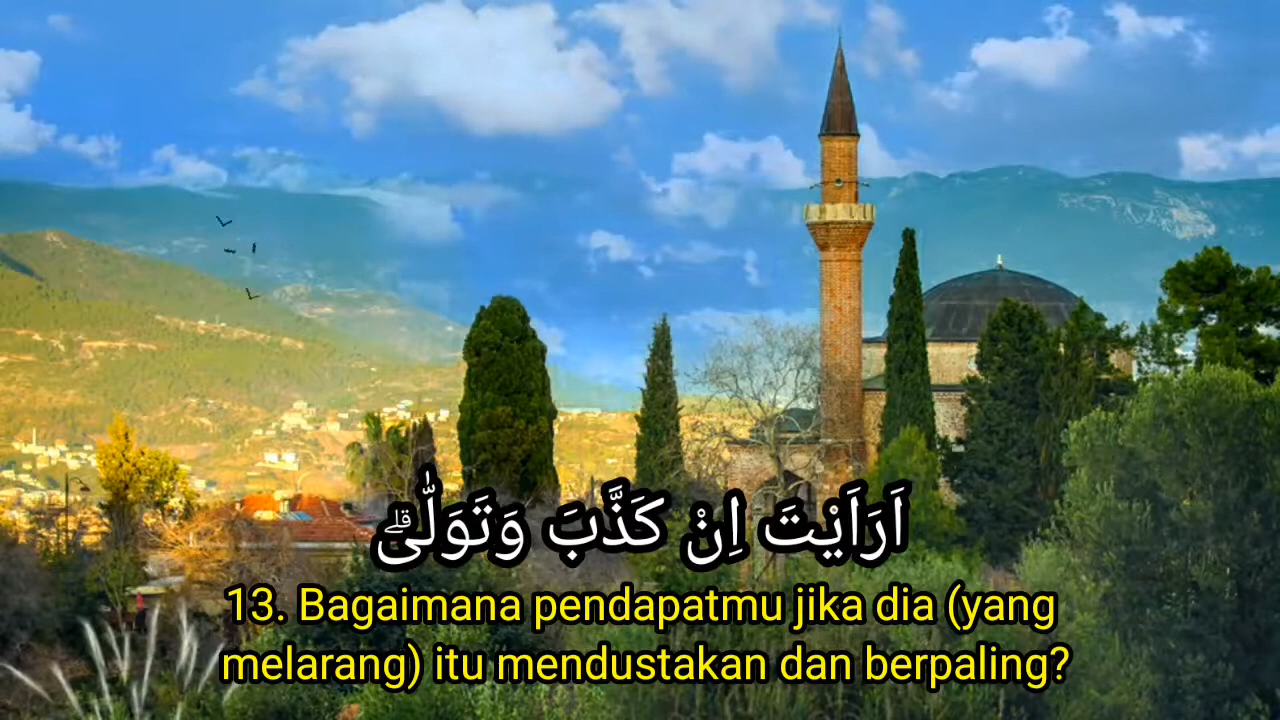 اَرَاَيْتَ اِنْ كَذَّبَ وَتَوَلّٰىۗ
13. Bagaimana pendapatmu jika dia (yang
melarang) itu mendustakan dan berpaling?